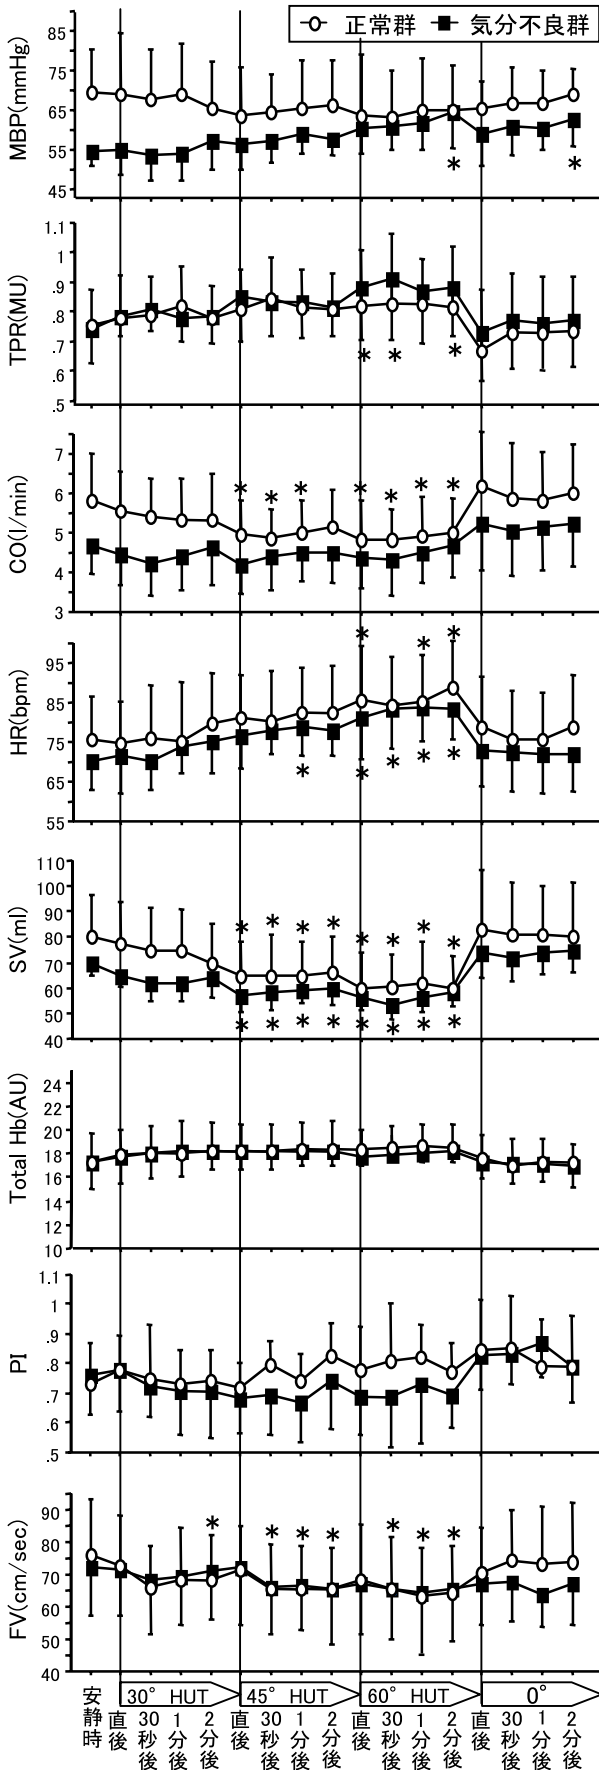 正常群 気分不良群
MBP(mmHg)
85
75
65
55
45
*
*
TPR(MU)
1.1
1
.9
.8
.7
.6
.5
* * *
CO(l/min)
7
6
5
4
3
* * * * * * *
HR(bpm)
95
85
75
65
55
* * *
* * * * *
SV(ml)
110
100
90
80
70
60
50
40
* * * * * * * *
* * * * * * * *
Total Hb(AU)
24
22
20
18
16
14
12
10
PI
1.1
1
.9
.8
.7
.6
.5
FV(cm/sec)
90
80
70
60
50
40
* * * * * * *
安静時
30° HUT 45° HUT 60° HUT 0°
直後 30秒後 1分後 2分後 直後 30秒後 1分後 2分後 直後 30秒後 1分後 2分後 直後 30秒後 1分後 2分後